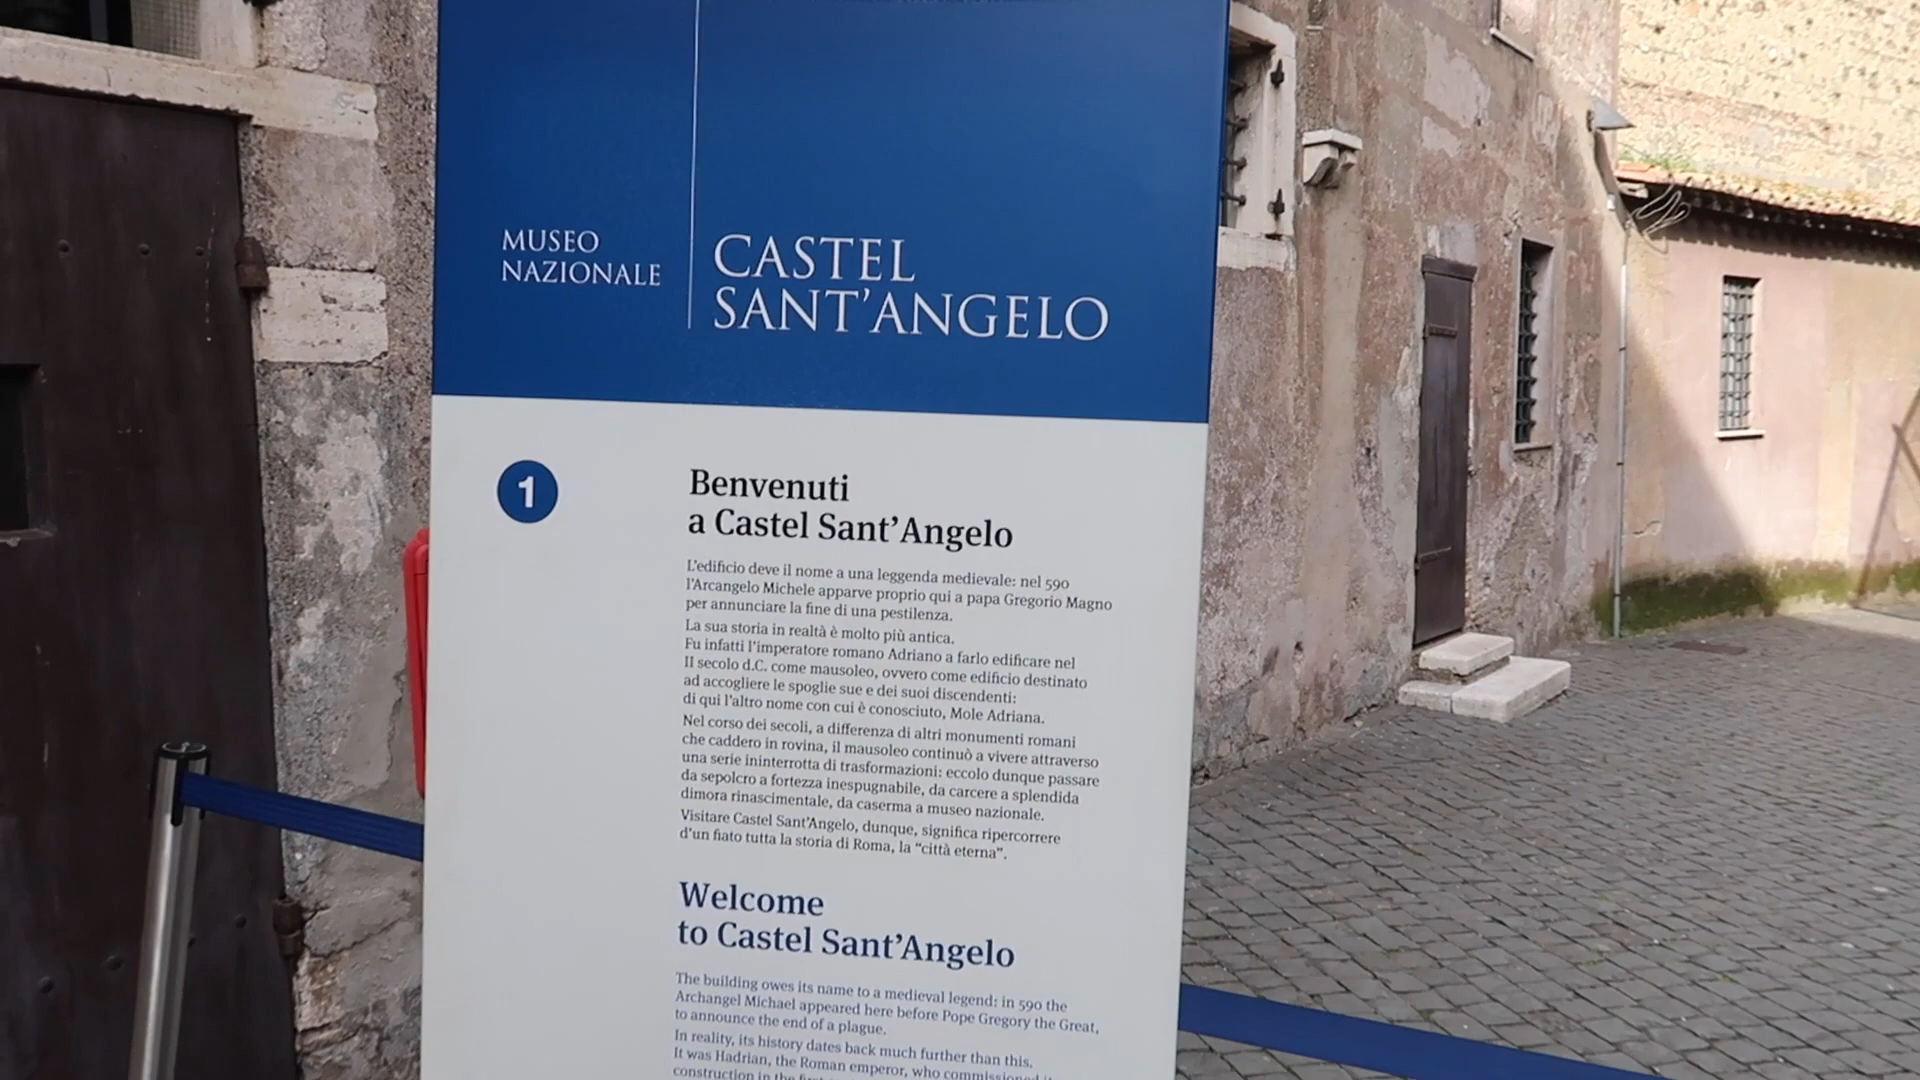 MUSEO
NAZIONALE
CASTEL
SANT'ANGELO
1
Benvenuti
a Castel Sant'Angelo
L'edificio deve il nome a una leggenda medievale: nel 590
l'Arcangelo Michele apparve proprio qui a papa Gregorio Magno
per annunciare la fine di una pestilenza.
La sua storia in realtà è molto più antica.
Fu infatti l'imperatore romano Adriano a farlo edificare nel
II secolo d.C. come mausoleo, ovvero come edificio destinato
ad accogliere le spoglie sue e dei suoi discendenti:
di qui l'altro nome con cui è conosciuto, Mole Adriana.
Nel corso dei secoli, a differenza di altri monumenti romani
che caddero in rovina, il mausoleo continuò a vivere attraverso
una serie ininterrotta di trasformazioni: eccolo dunque passare
da sepolcro a fortezza inespugnabile, da carcere a splendida
dimora rinascimentale, da caserma a museo nazionale.
Visitare Castel Sant'Angelo, dunque, significa ripercorrere
d'un fiato tutta la storia di Roma, la "città eterna".
Welcome
to Castel Sant'Angelo
The building owes its name to a medieval legend: in 590 the
Archangel Michael appeared here before Pope Gregory the Great,
to announce the end of a plague.
In reality, its history dates back much further than this.
It was Hadrian, the Roman emperor, who commissioned it
construction in the